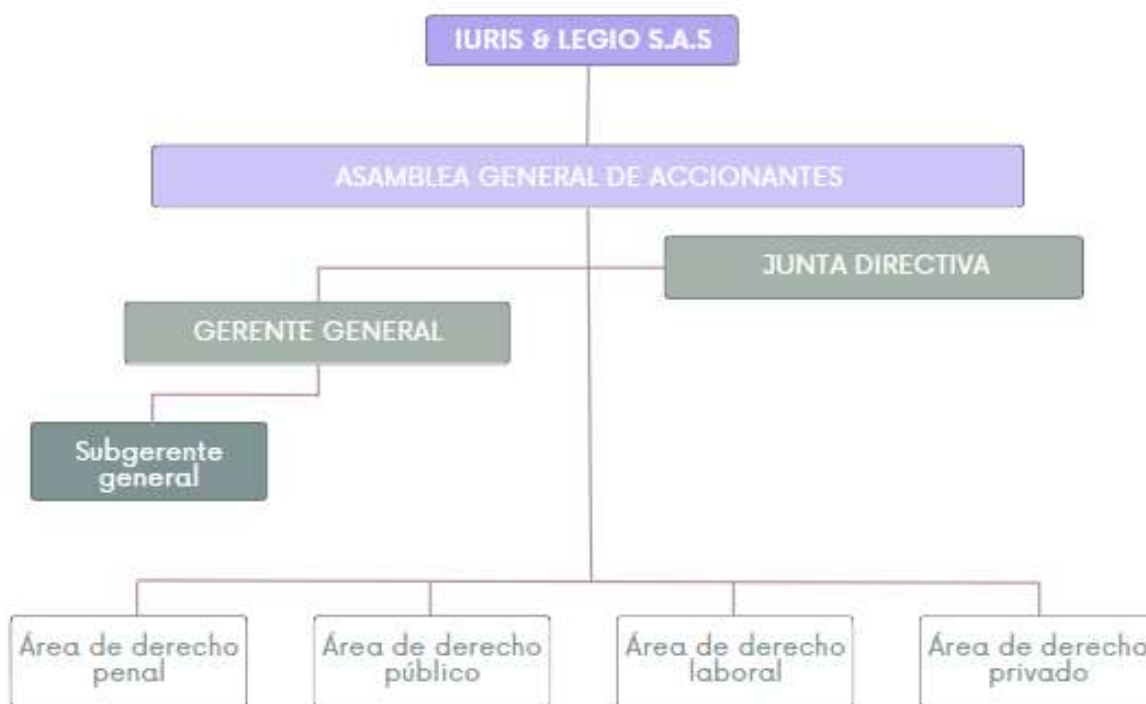 IURIS & LEGIO S.A.S
ASAMBLEA GENERAL DE ACCIONANTES
JUNTA DIRECTIVA
GERENTE GENERAL
Subgerente
general
Área de derecho
penal
Área de derecho
público
Área de derecho
laboral
Área de derecho
privado